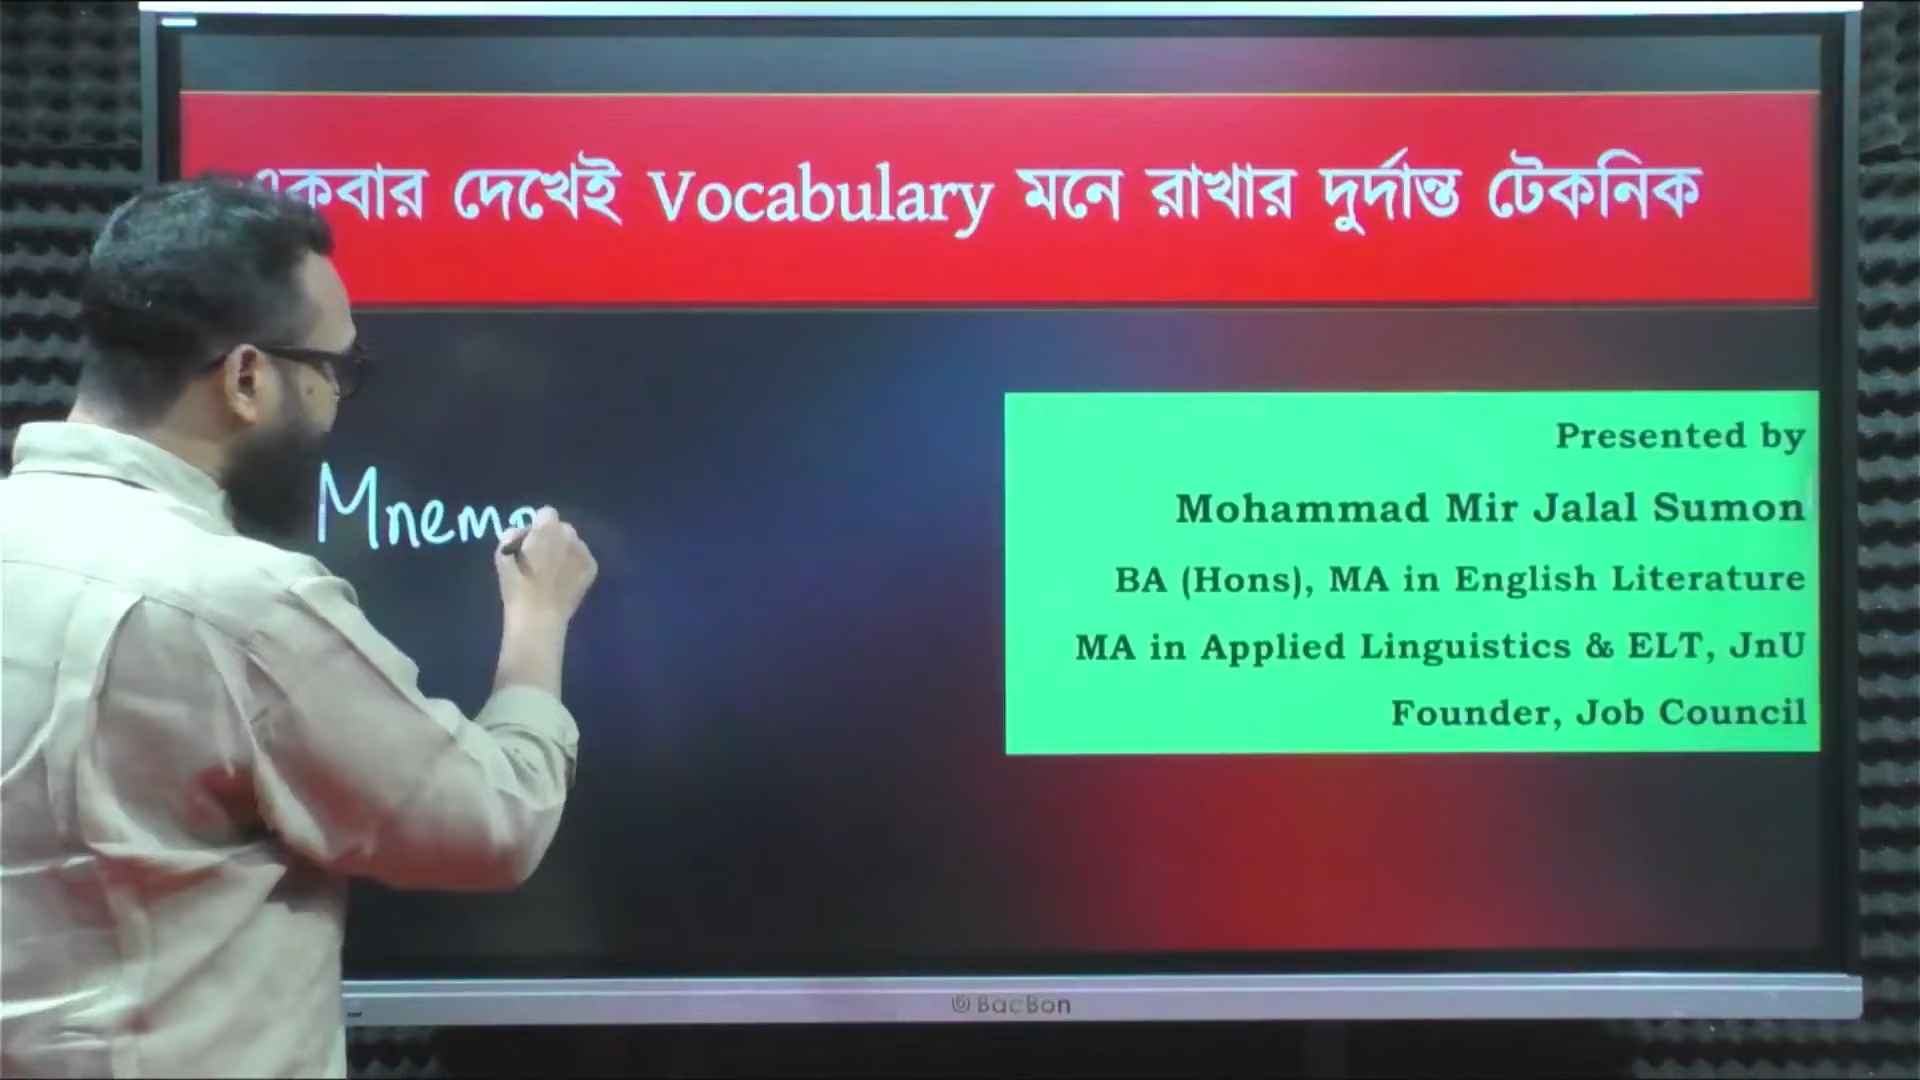 একবার দেখেই Vocabulary মনে রাখার দুর্দান্ত টেকনিক
Mnemo
Presented by
Mohammad Mir Jalal Sumon
BA (Hons), MA in English Literature
MA in Applied Linguistics & ELT, JnU
Founder, Job Council
BacBon